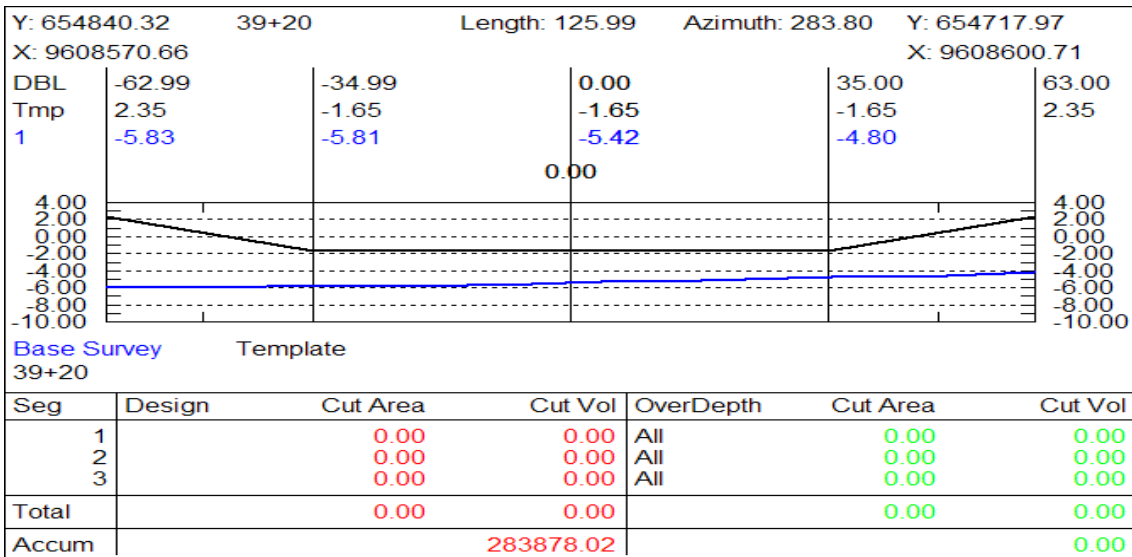 Y: 654840.32 39+20 Length: 125.99 Azimuth: 283.80 Y: 654717.97
X: 9608570.66 X: 9608600.71
DBL -62.99 -34.99 0.00 35.00 63.00
Tmp 2.35 -1.65 -1.65 -1.65 2.35
1 -5.83 -5.81 -5.42 -4.80
0.00
4.00 4.00
2.00 2.00
0.00 0.00
-2.00 -2.00
-4.00 -4.00
-6.00 -6.00
-8.00 -8.00
-10.00 -10.00
Base Survey Template
39+20
Seg Design Cut Area Cut Vol OverDepth Cut Area Cut Vol
1 0.00 0.00 All 0.00 0.00
2 0.00 0.00 All 0.00 0.00
3 0.00 0.00 All 0.00 0.00
Total 0.00 0.00 0.00 0.00
Accum 283878.02 0.00